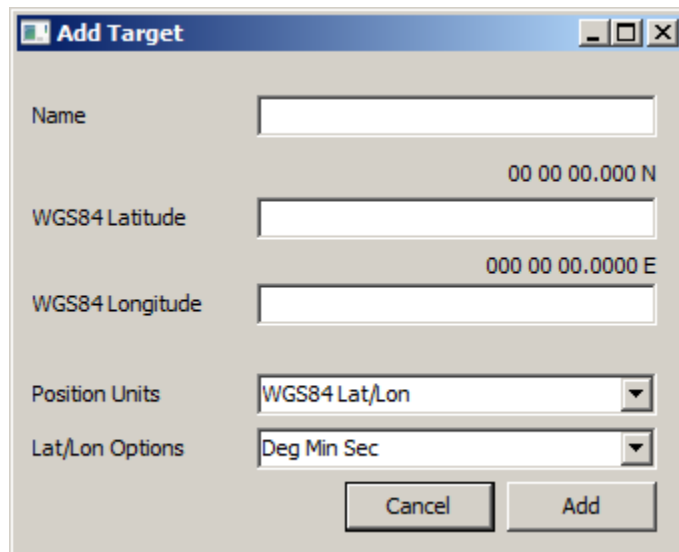 Add Target
Name
00 00 00.000 N
WGS84 Latitude
000 00 00.0000 E
WGS84 Longitude
Position Units WGS84 Lat/Lon
Lat/Lon Options Deg Min Sec
Cancel Add